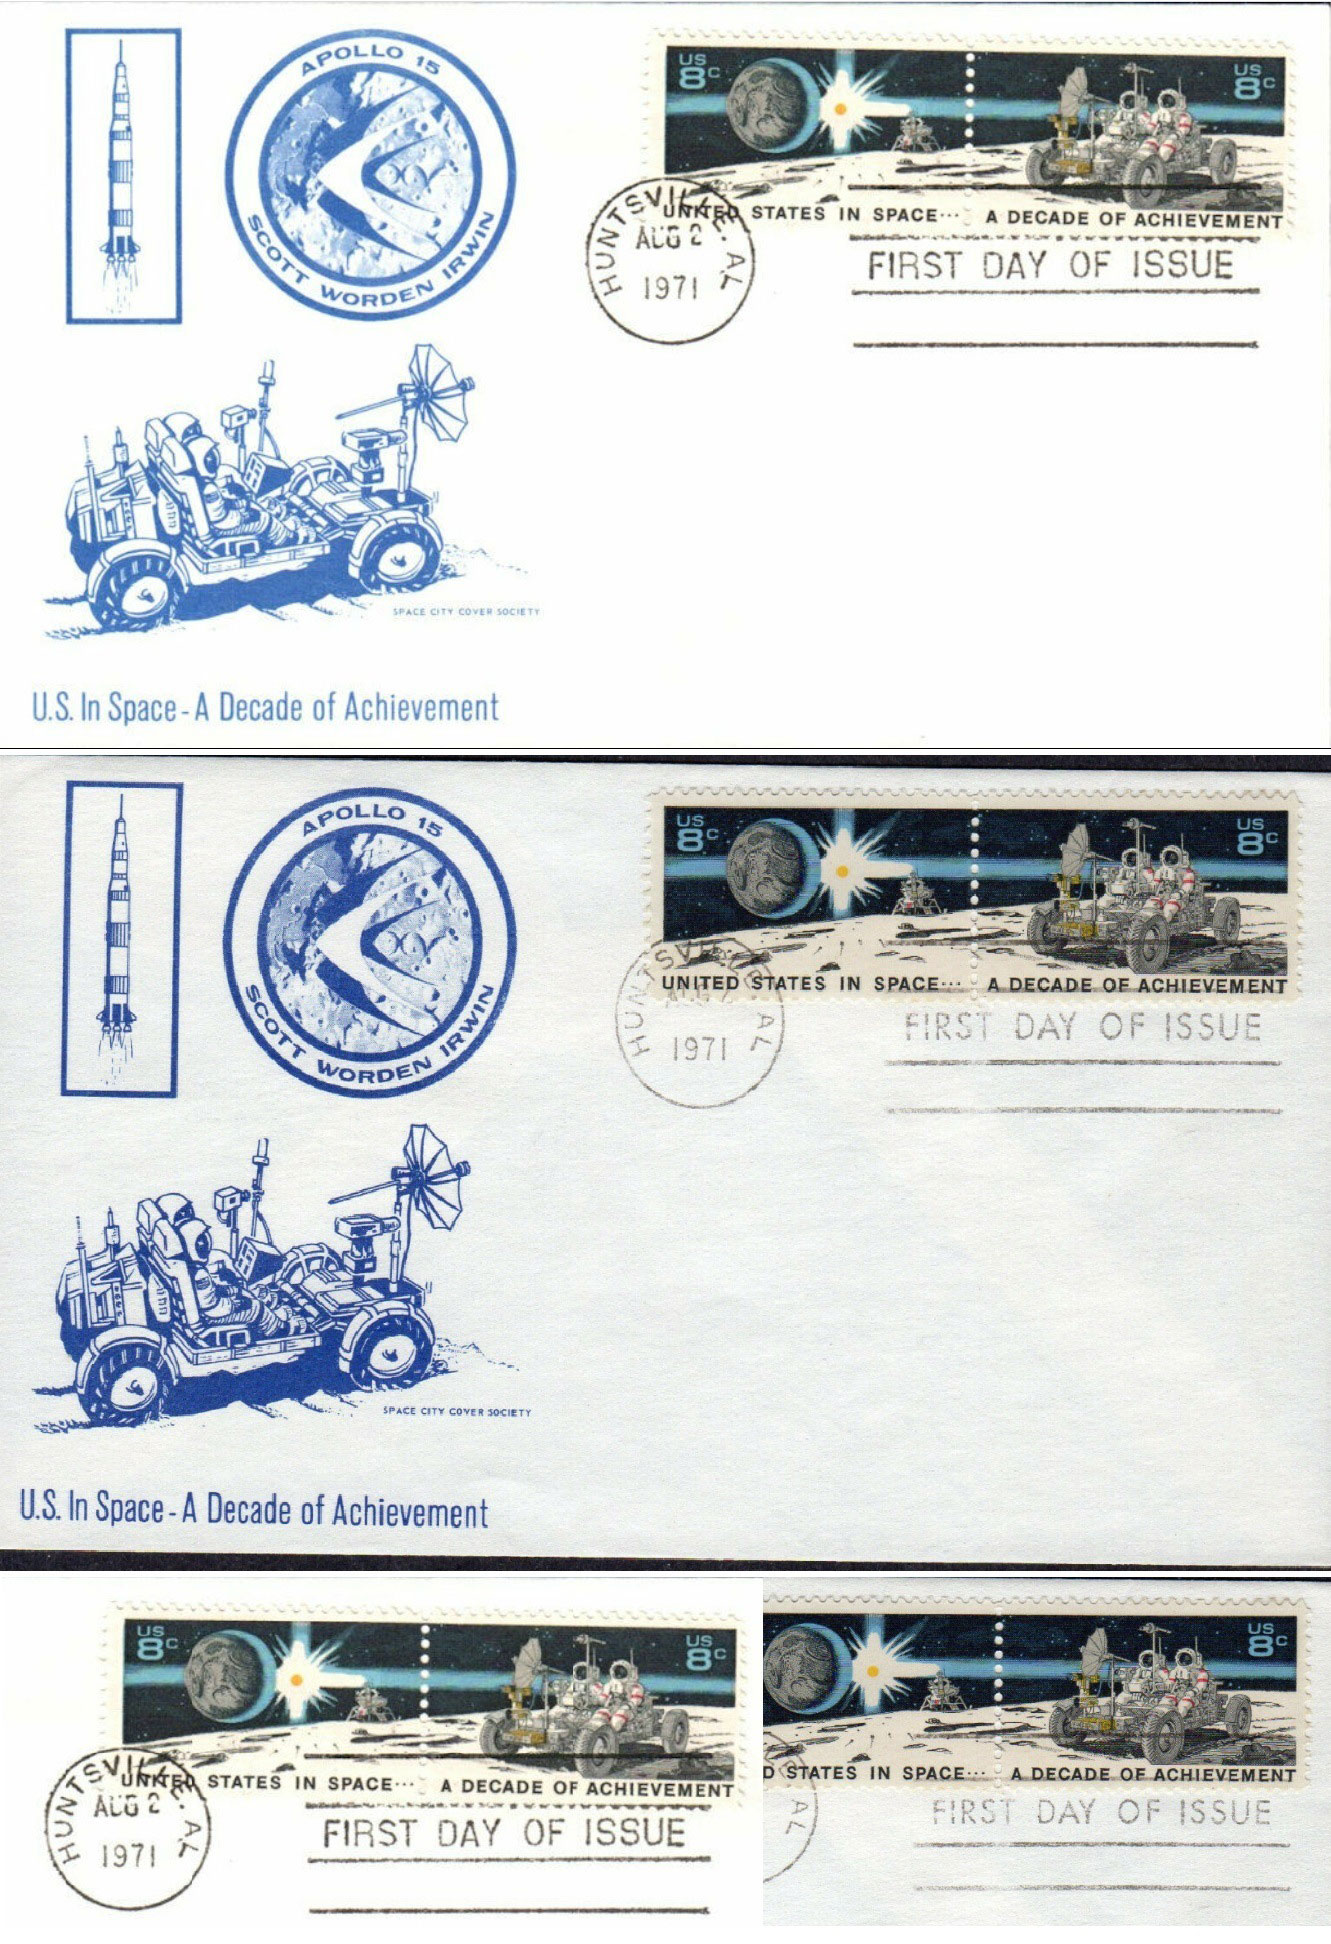 APOLLO 15
SCOTT WORDEN IRWIN
US 8c
US 8c
UNITED STATES IN SPACE... A DECADE OF ACHIEVEMENT
HUNTSVILLE. AL
AUG 2
1971
FIRST DAY OF ISSUE
SPACE CITY COVER SOCIETY
U.S. In Space - A Decade of Achievement
APOLLO 15
SCOTT WORDEN IRWIN
US 8c
US 8c
UNITED STATES IN SPACE... A DECADE OF ACHIEVEMENT
HUNTSVILLE. AL
AUG
1971
FIRST DAY OF ISSUE
SPACE CITY COVER SOCIETY
U.S. In Space - A Decade of Achievement
US 8c
US 8c
UNITED STATES IN SPACE... A DECADE OF ACHIEVEMENT
HUNTSVILLE. AL
AUG 2
1971
FIRST DAY OF ISSUE
US 8c
D STATES IN SPACE... A DECADE OF ACHIEVEMENT
E. AL
FIRST DAY OF ISSUE